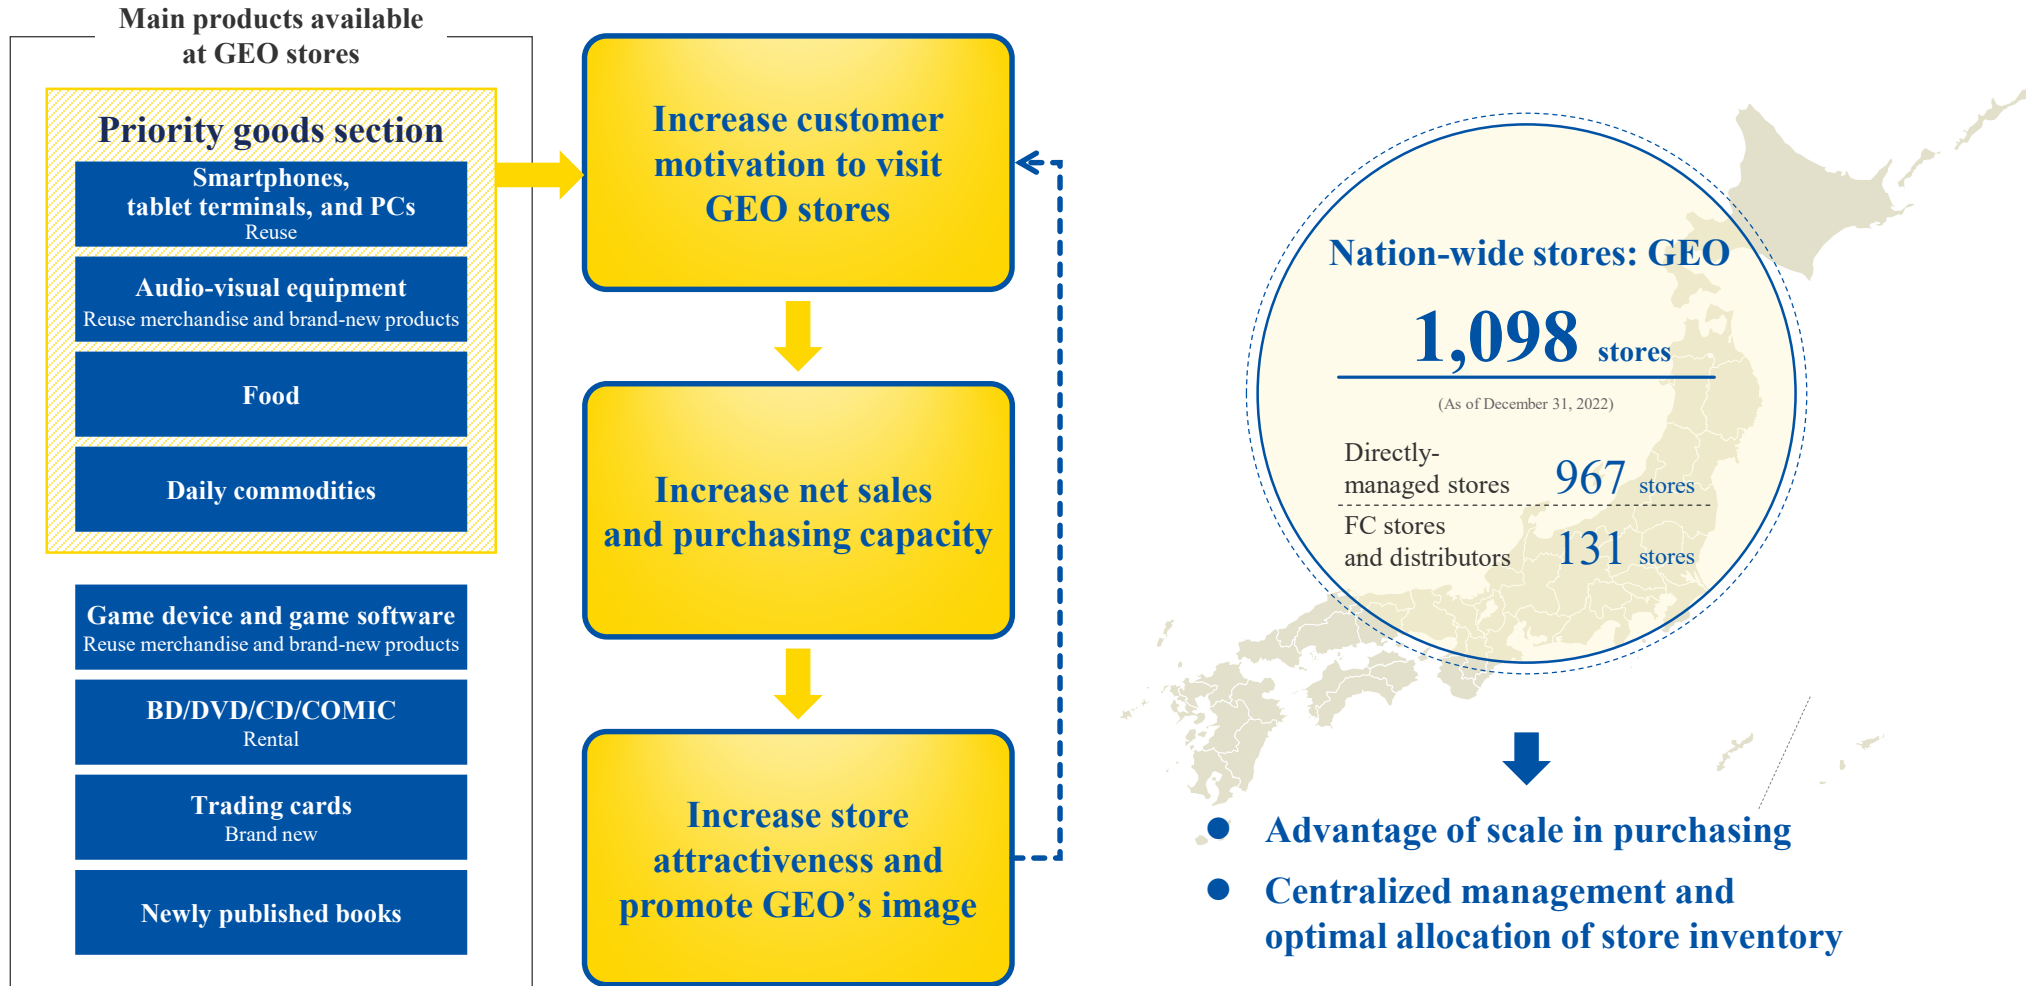 Main products available
at GEO stores
Priority goods section
Smartphones,
tablet terminals, and PCs
Reuse
Audio-visual equipment
Reuse merchandise and brand-new products
Food
Daily commodities
Game device and game software
Reuse merchandise and brand-new products
BD/DVD/CD/COMIC
Rental
Trading cards
Brand new
Newly published books
Increase customer
motivation to visit
GEO stores
Increase net sales
and purchasing capacity
Increase store
attractiveness and
promote GEO’s image
Nation-wide stores: GEO
1,098 stores
(As of December 31, 2022)
Directly-
managed stores 967 stores
FC stores
and distributors 131 stores
● Advantage of scale in purchasing
● Centralized management and
optimal allocation of store inventory